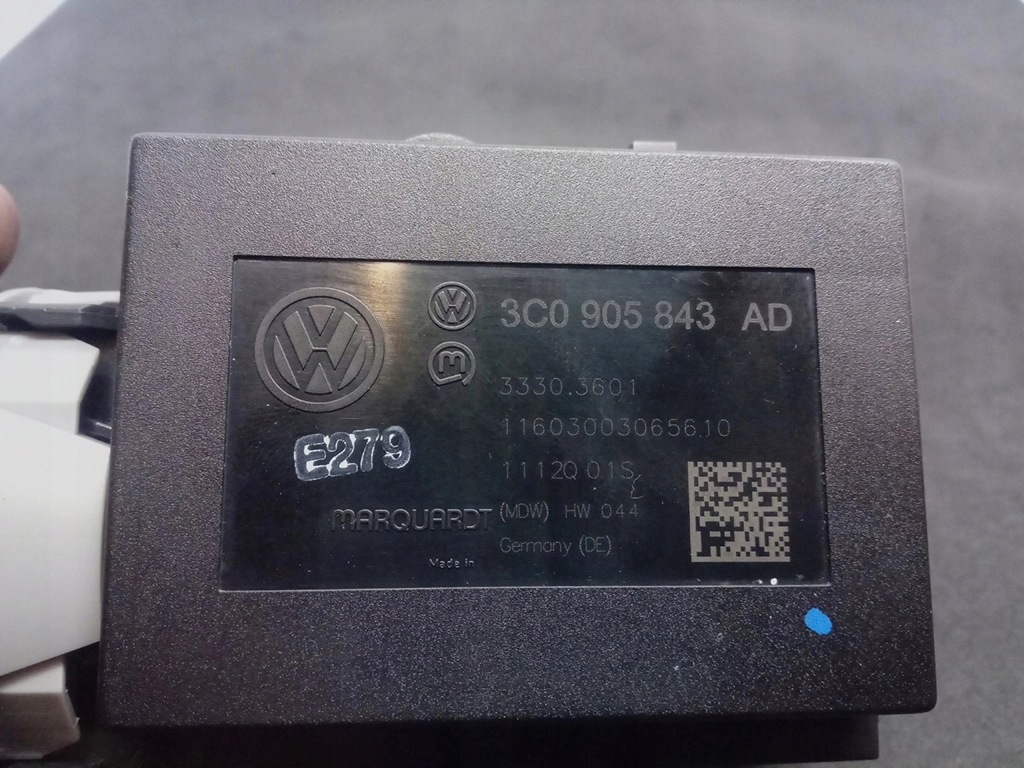 3C0 905 843 AD
3330.3601
116030030656.10
1112Q 01S
E279
MARQUARDT
(MDW) HW 044
Made in Germany (DE)